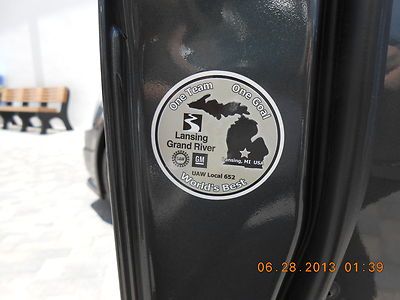 One Team One Goal
Lansing
Grand River
UAW
GM
Lansing, MI USA
UAW Local 652
World's Best
06.28.2013 01:39